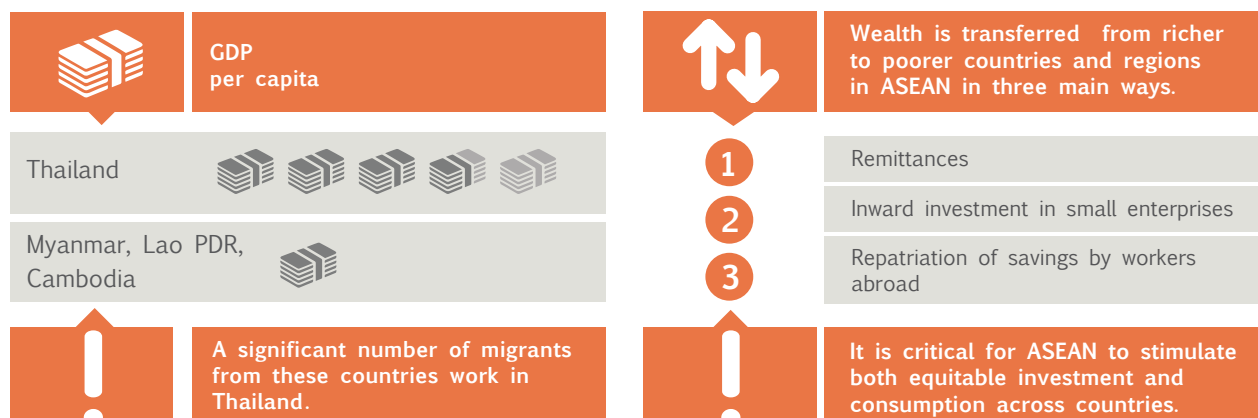 GDP
per capita
Thailand
Myanmar, Lao PDR,
Cambodia
A significant number of migrants
from these countries work in
Thailand.
Wealth is transferred from richer
to poorer countries and regions
in ASEAN in three main ways.
1
Remittances
2
Inward investment in small enterprises
3
Repatriation of savings by workers
abroad
It is critical for ASEAN to stimulate
both equitable investment and
consumption across countries.